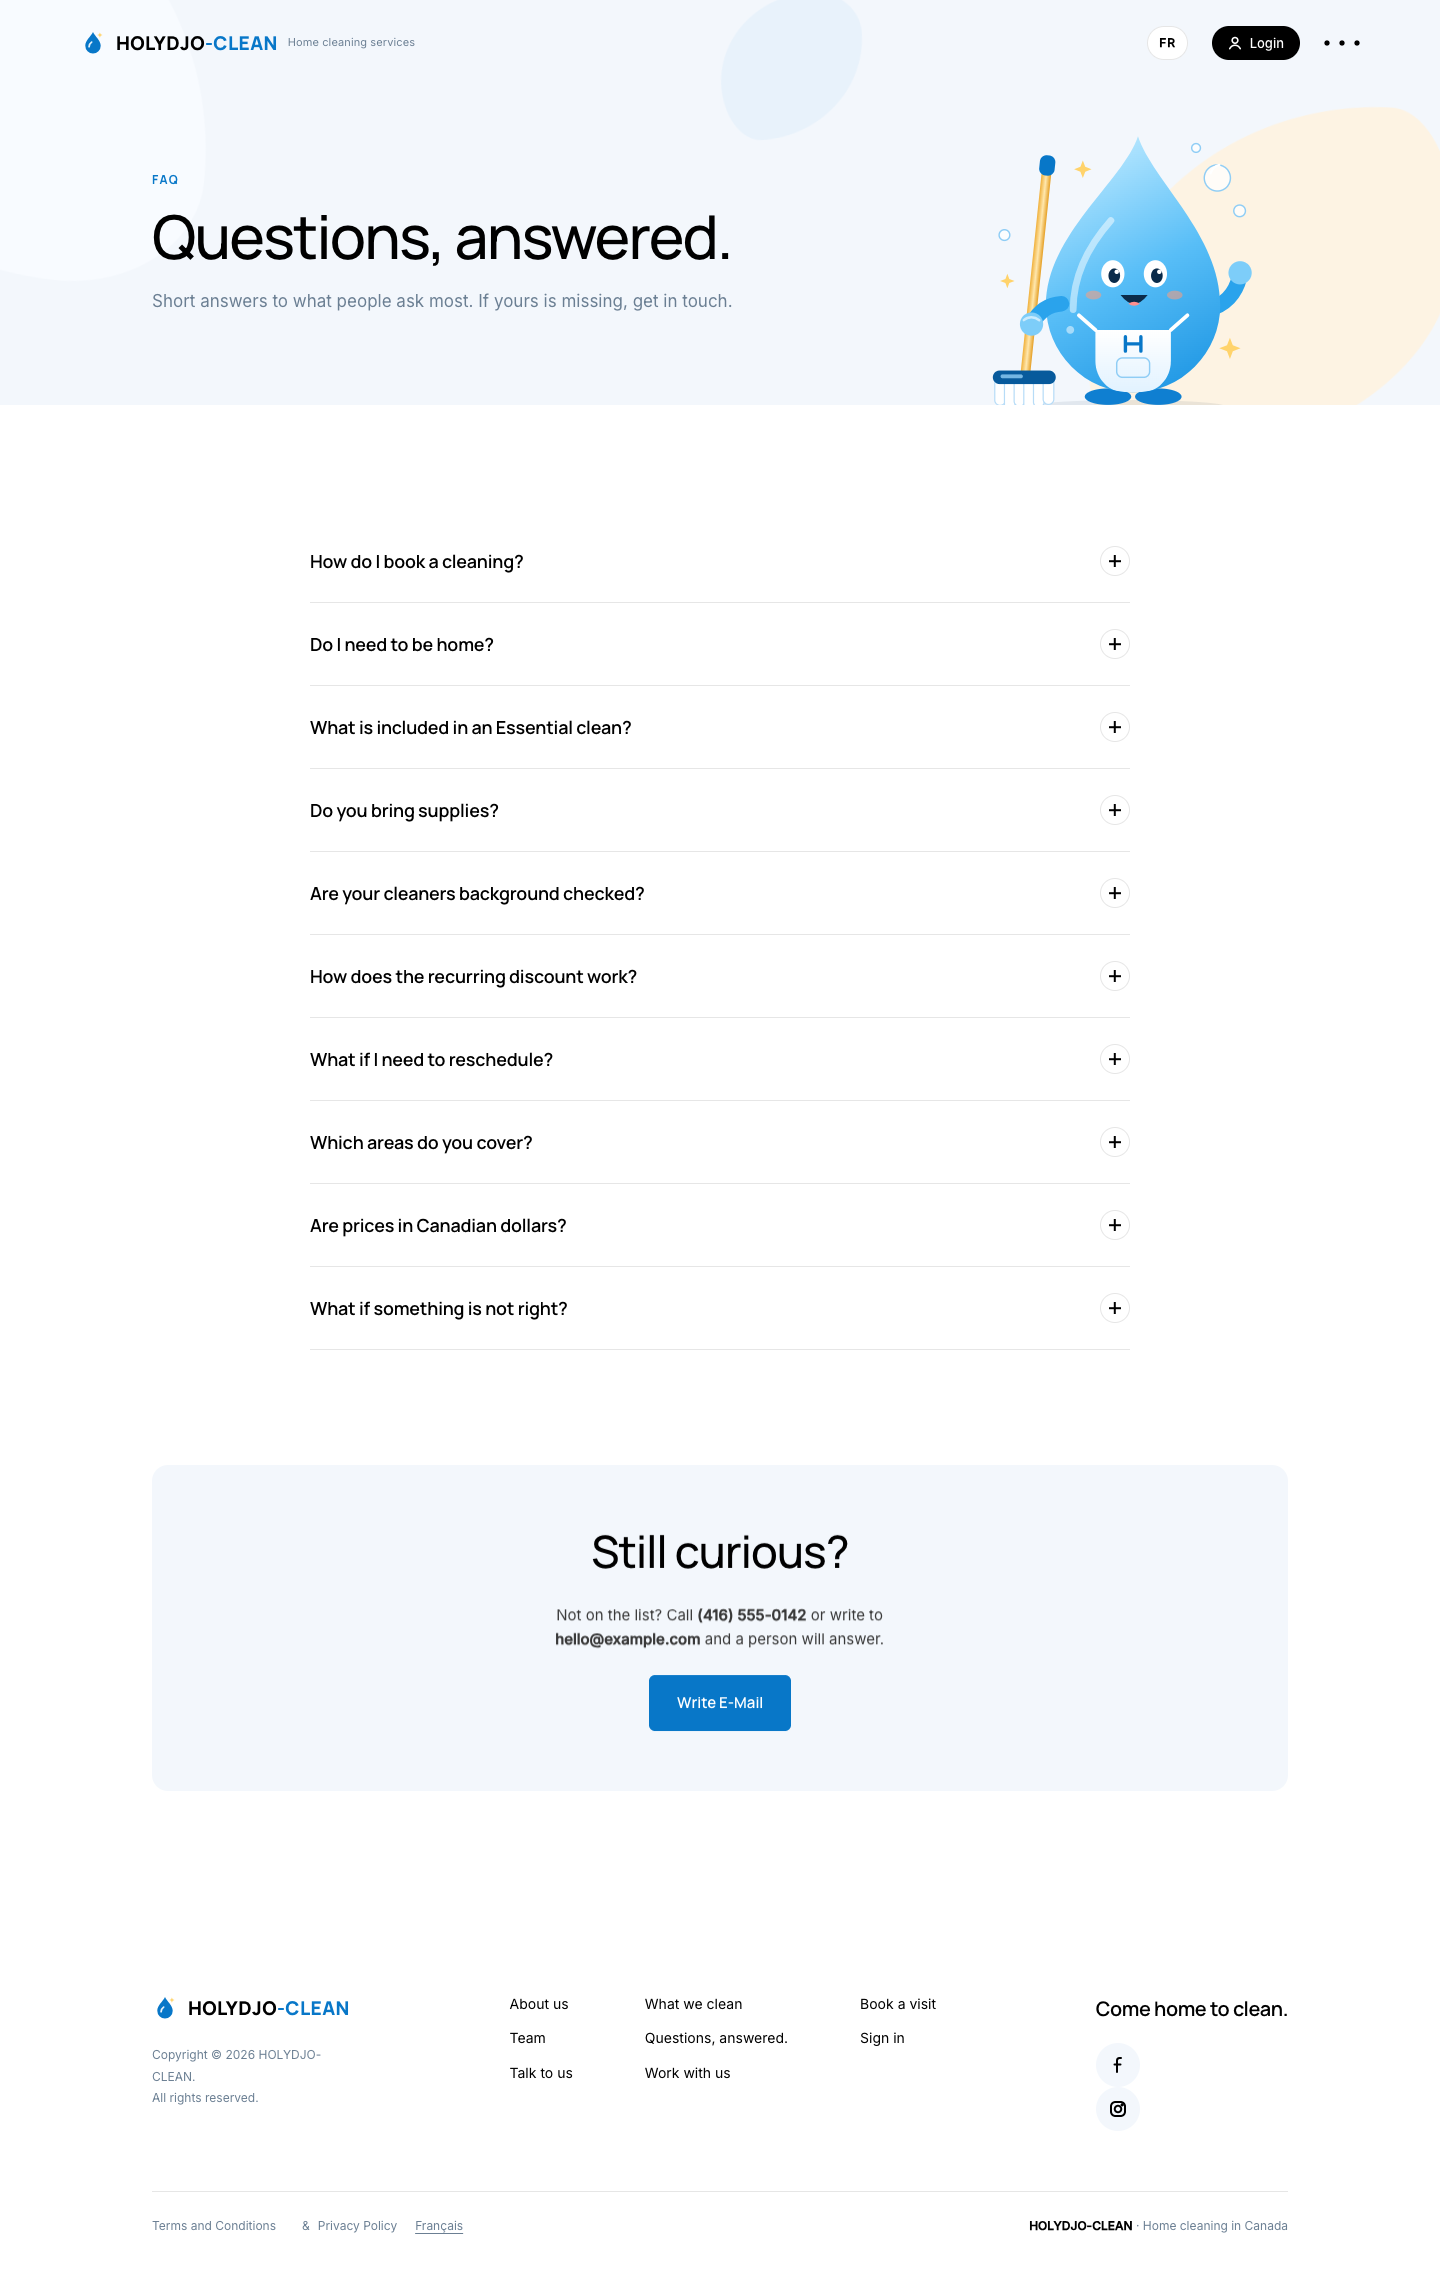 HOLYDJO-CLEAN Home cleaning services
FR
Login
FAQ
Questions, answered.
Short answers to what people ask most. If yours is missing, get in touch.
H
How do I book a cleaning?
Do I need to be home?
What is included in an Essential clean?
Do you bring supplies?
Are your cleaners background checked?
How does the recurring discount work?
What if I need to reschedule?
Which areas do you cover?
Are prices in Canadian dollars?
What if something is not right?
Still curious?
Not on the list? Call (416) 555-0142 or write to
hello@example.com and a person will answer.
Write E-Mail
HOLYDJO-CLEAN
Copyright © 2026 HOLYDJO-
CLEAN.
All rights reserved.
About us
Team
Talk to us
What we clean
Questions, answered.
Work with us
Book a visit
Sign in
Come home to clean.
Terms and Conditions & Privacy Policy Français
HOLYDJO-CLEAN · Home cleaning in Canada